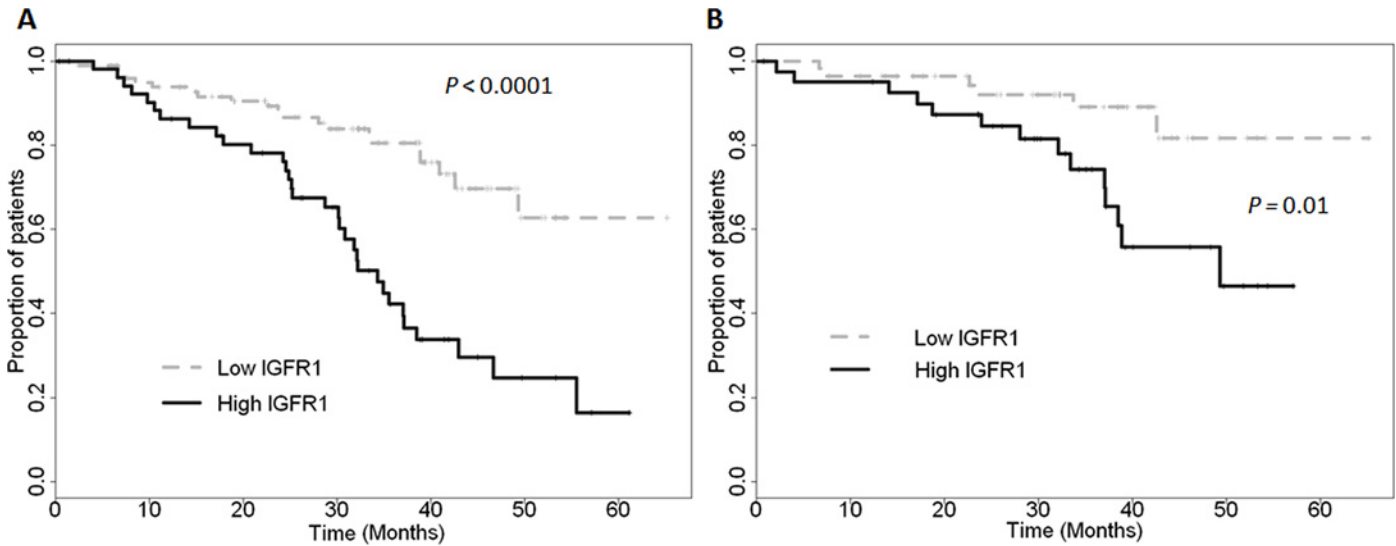 A
Proportion of patients
1.0
0.8
0.6
0.4
0.2
0.0
P < 0.0001
Low IGFR1
High IGFR1
0 10 20 30 40 50 60
Time (Months)
B
Proportion of patients
1.0
0.8
0.6
0.4
0.2
0.0
P = 0.01
Low IGFR1
High IGFR1
0 10 20 30 40 50 60
Time (Months)